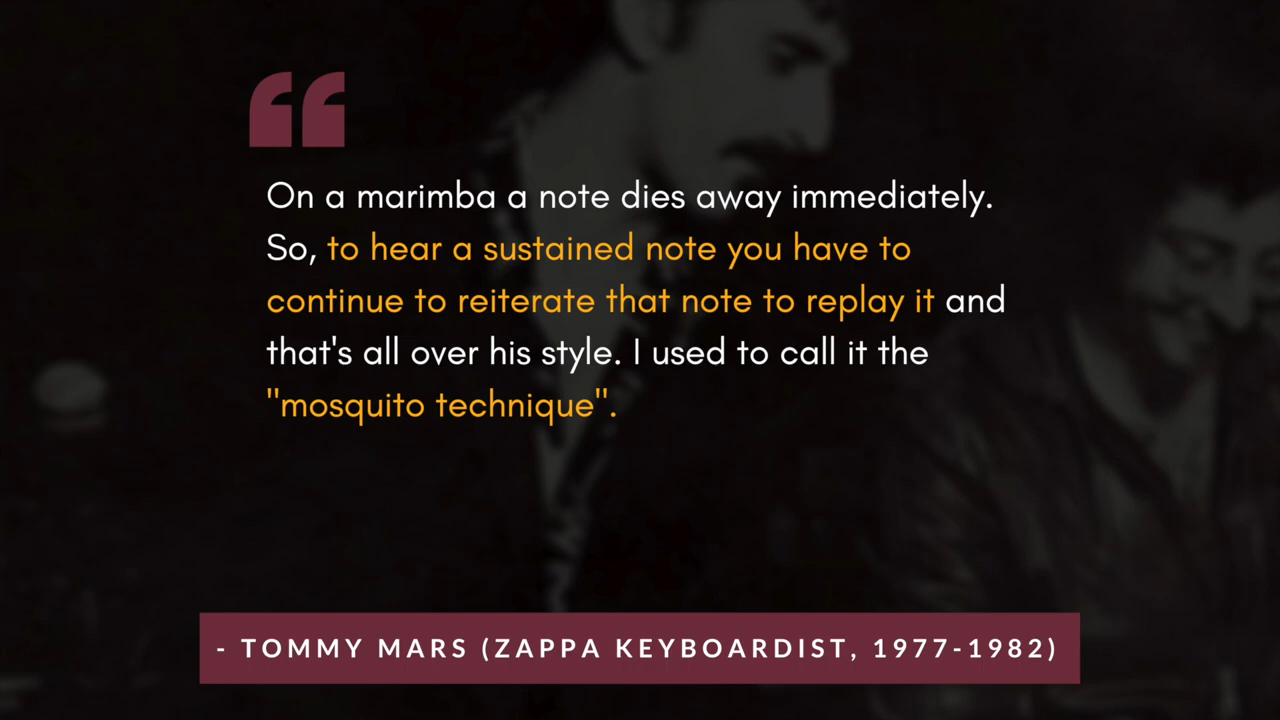 On a marimba a note dies away immediately.
So, to hear a sustained note you have to
continue to reiterate that note to replay it and
that's all over his style. I used to call it the
"mosquito technique".
- TOMMY MARS (ZAPPA KEYBOARDIST, 1977-1982)